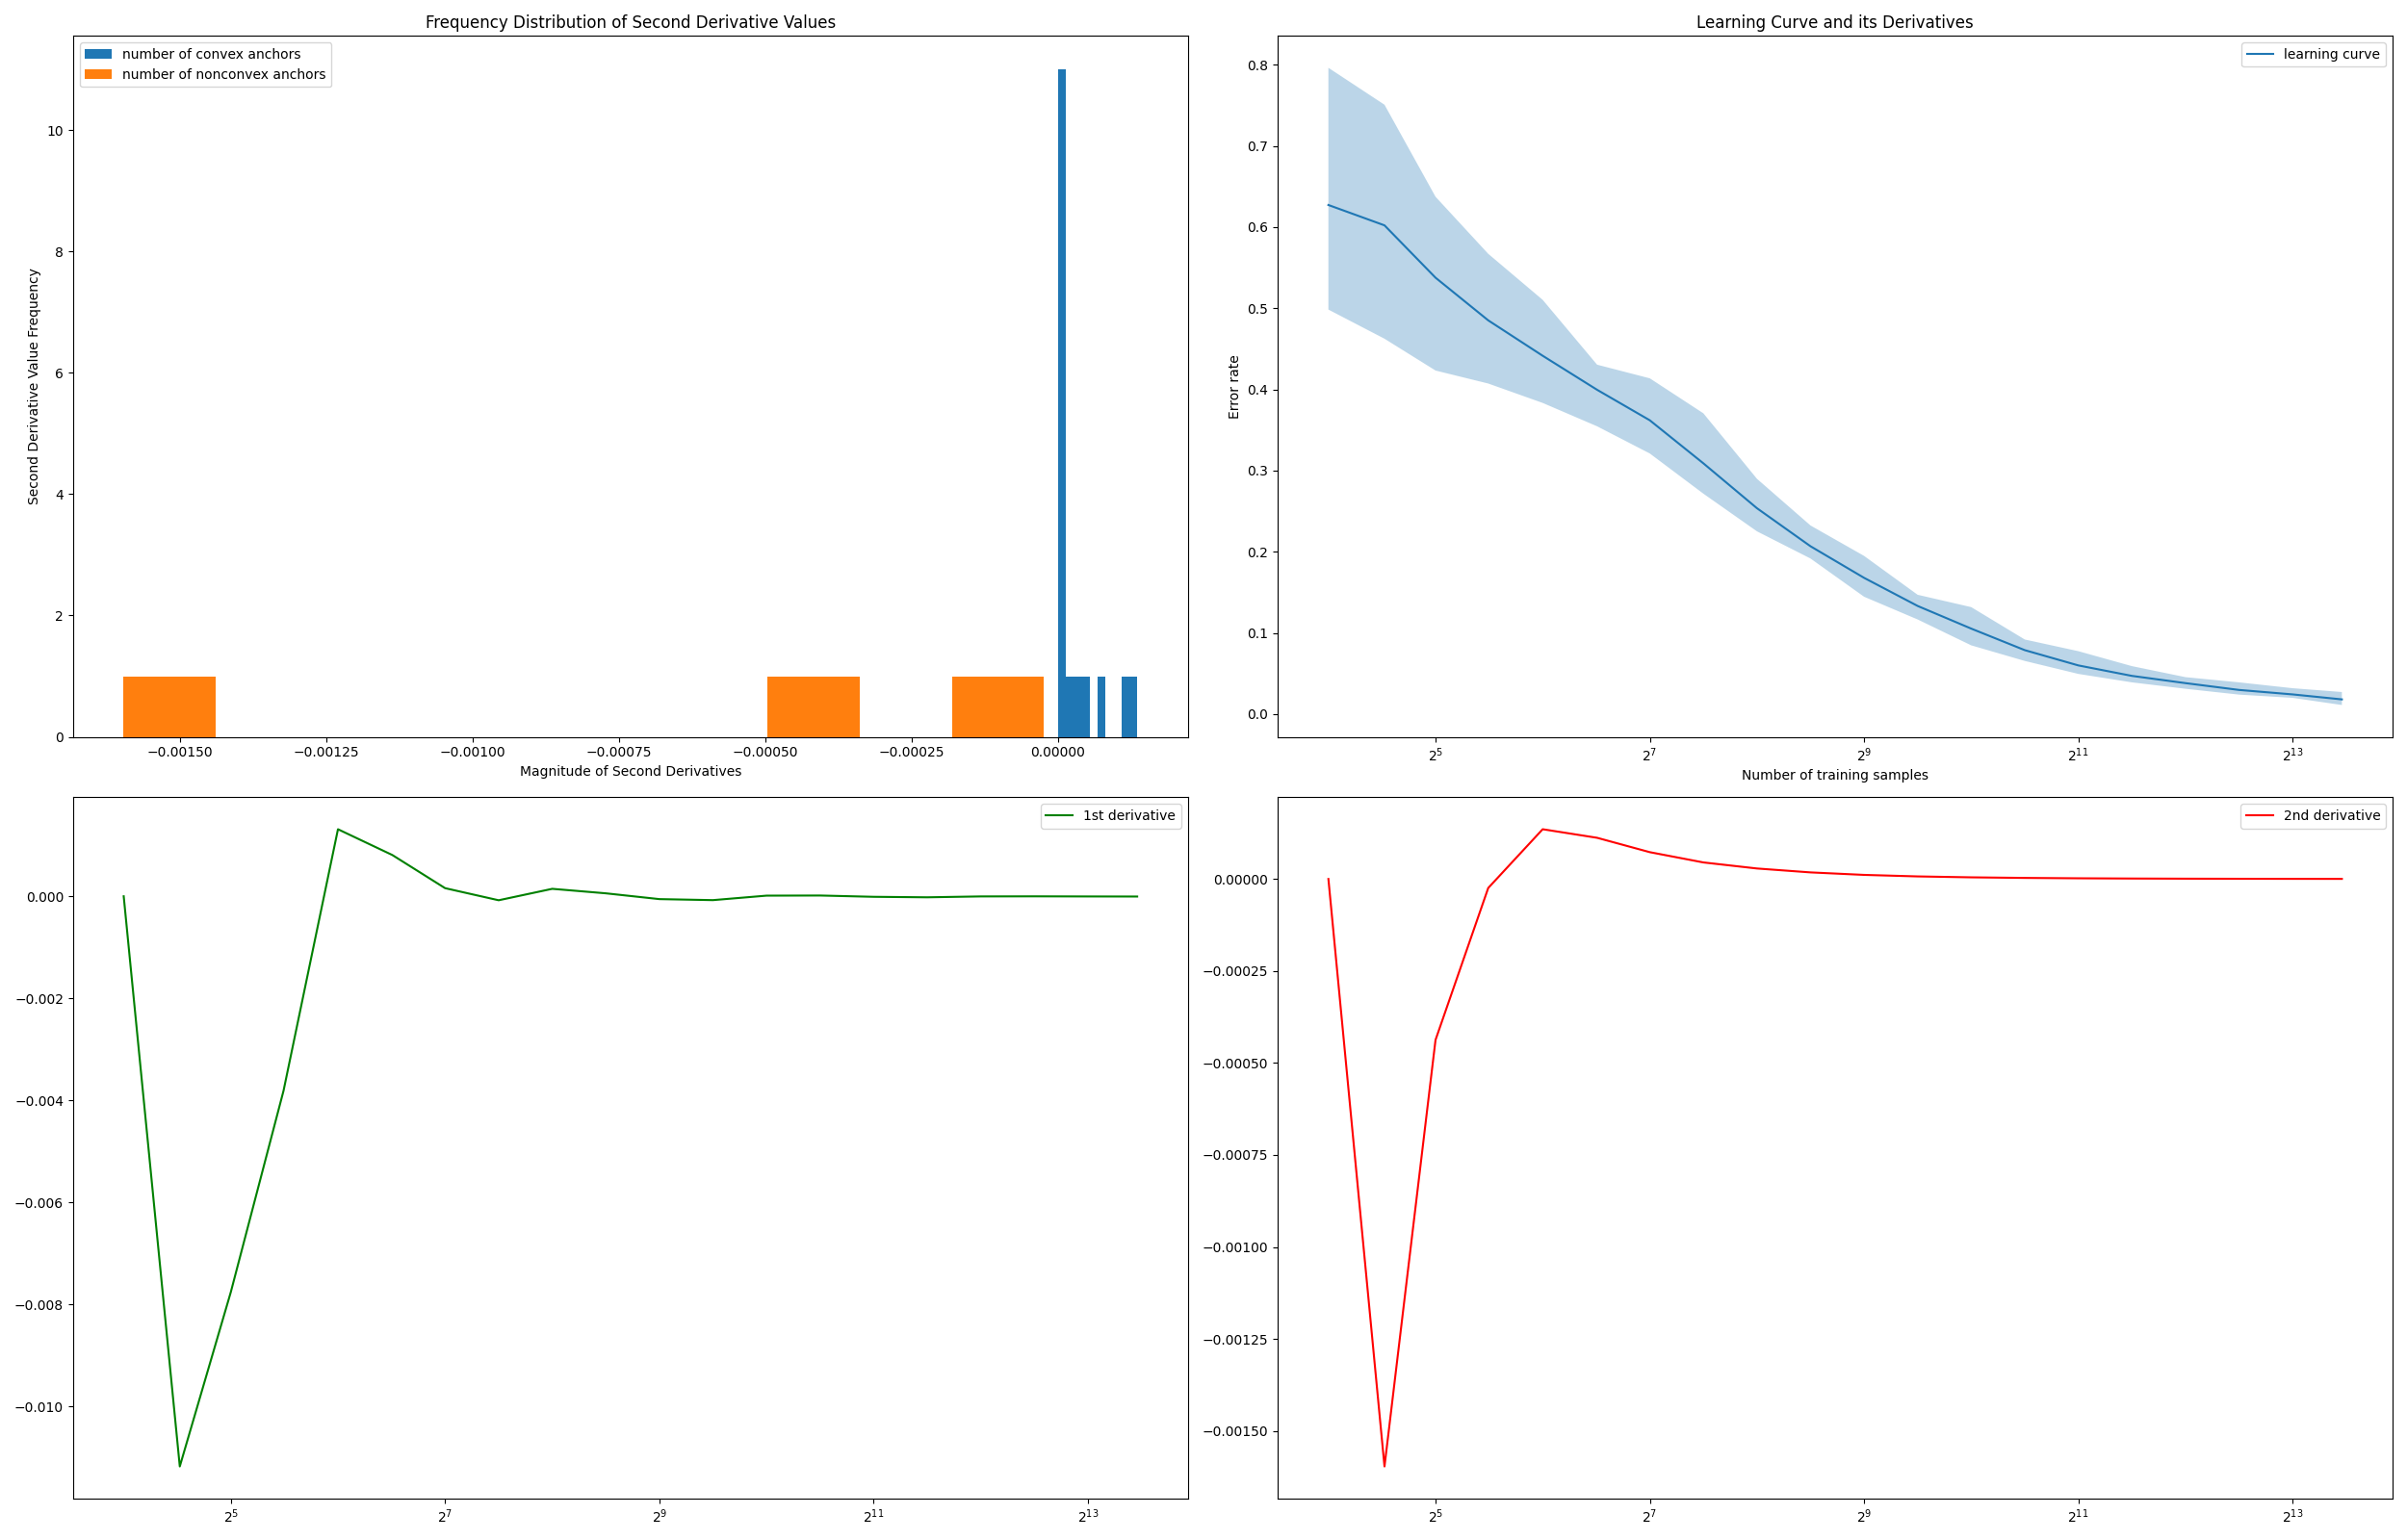 Frequency Distribution of Second Derivative Values
number of convex anchors
number of nonconvex anchors
10
8
6
4
2
0
Second Derivative Value Frequency
−0.00150 −0.00125 −0.00100 −0.00075 −0.00050 −0.00025 0.00000
Magnitude of Second Derivatives
Learning Curve and its Derivatives
learning curve
0.8
0.7
0.6
0.5
0.4
0.3
0.2
0.1
0.0
Error rate
2^5 2^7 2^9 2^11 2^13
Number of training samples
1st derivative
0.000
−0.002
−0.004
−0.006
−0.008
−0.010
2^5 2^7 2^9 2^11 2^13
2nd derivative
0.00000
−0.00025
−0.00050
−0.00075
−0.00100
−0.00125
−0.00150
2^5 2^7 2^9 2^11 2^13